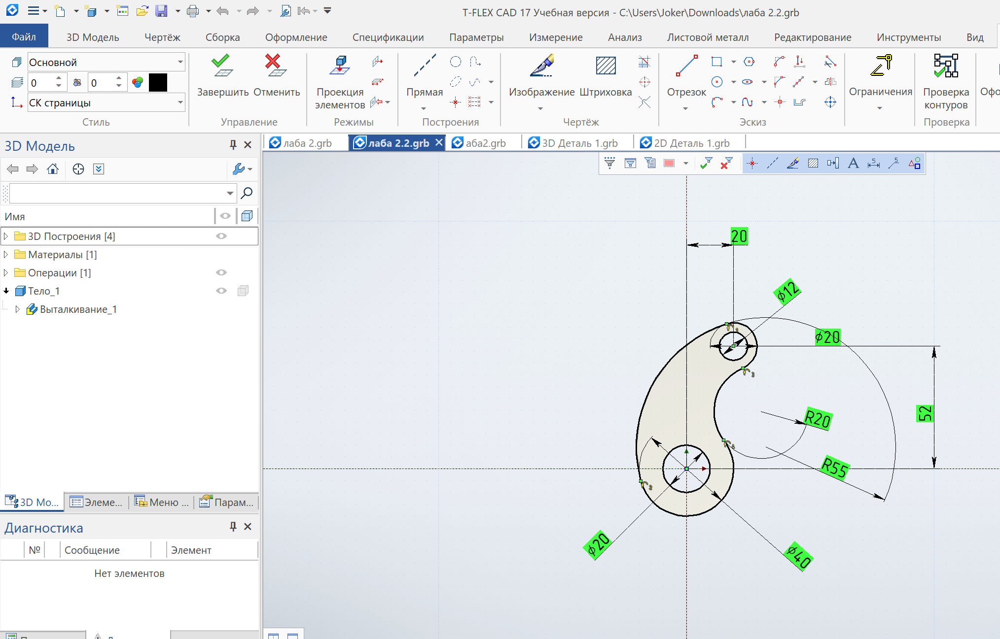 T-FLEX CAD 17 Учебная версия - C:\Users\Joker\Downloads\лаба 2.2.grb
Файл 3D Модель Чертёж Сборка Оформление Спецификации Параметры Измерение Анализ Листовой металл Редактирование Инструменты Вид
Основной
0 0
СК страницы
Стиль
Завершить Отменить
Управление
Проекция элементов
Режимы
Прямая
Построения
Изображение Штриховка
Чертёж
Отрезок
Эскиз
Ограничения
Проверка контуров
Проверка
3D Модель
лаба 2.grb лаба 2.2.grb аба2.grb 3D Деталь 1.grb 2D Деталь 1.grb
Имя
3D Построения [4]
Материалы [1]
Операции [1]
Тело_1
Выталкивание_1
3D Мо... Элеме... Меню ... Парам...
Диагностика
№ Сообщение Элемент
Нет элементов
20
ϕ12
ϕ20
1
3
52
R20
4
R55
2
ϕ20
ϕ40